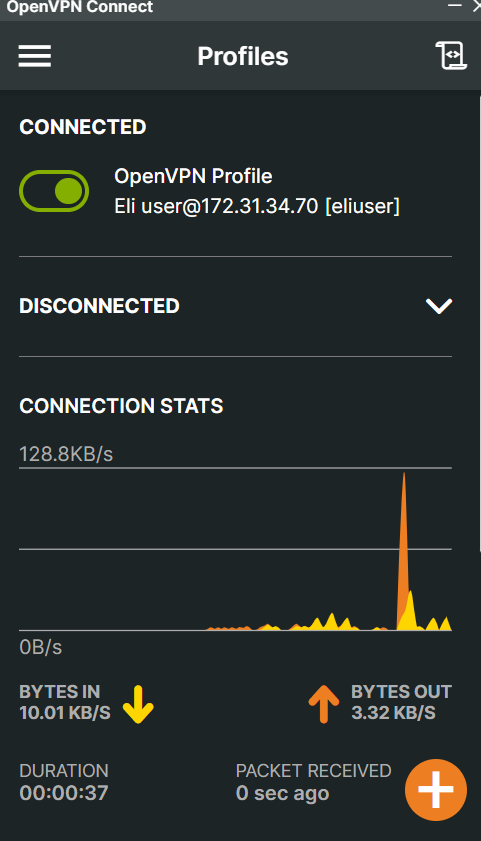 OpenVPN Connect
Profiles
CONNECTED
OpenVPN Profile
Eli user@172.31.34.70 [eliuser]
DISCONNECTED
CONNECTION STATS
128.8KB/s
0B/s
BYTES IN
10.01 KB/S
BYTES OUT
3.32 KB/S
DURATION
00:00:37
PACKET RECEIVED
0 sec ago